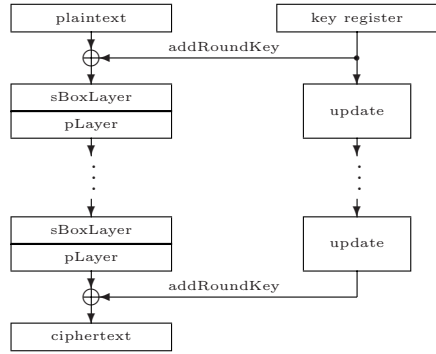 plaintext
key register
addRoundKey
sBoxLayer
pLayer
update
sBoxLayer
pLayer
update
addRoundKey
ciphertext